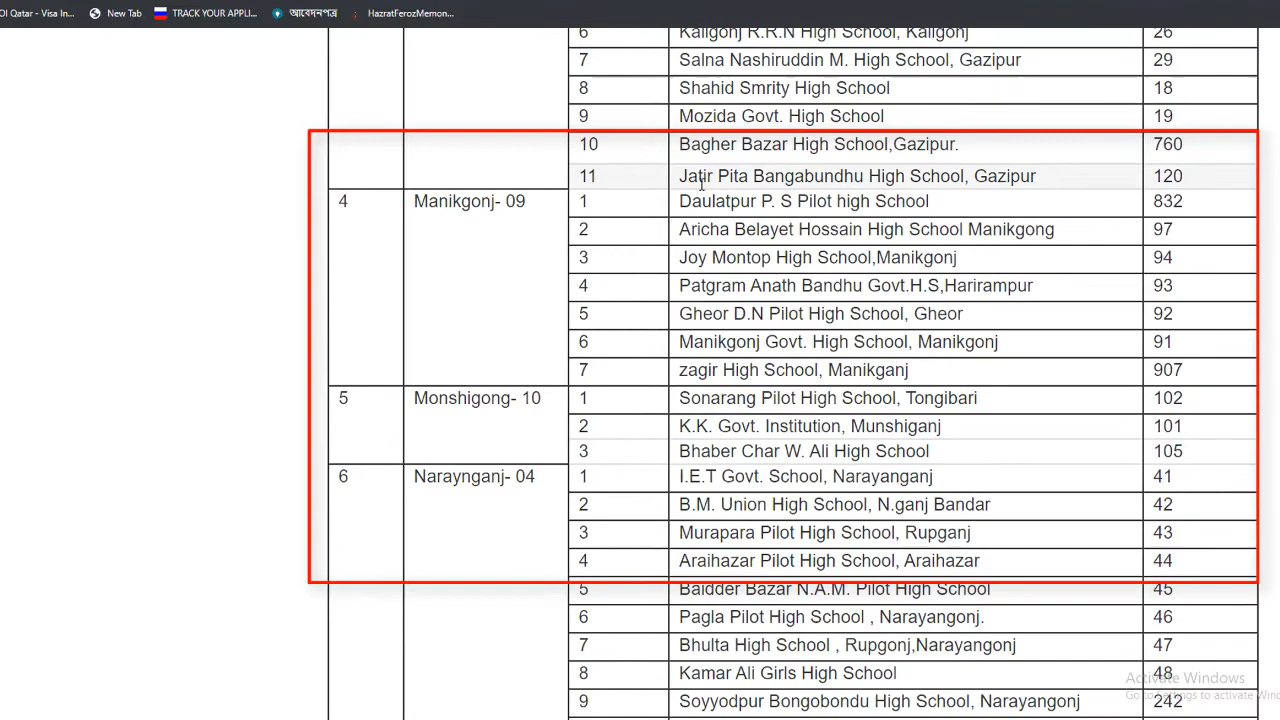 OI Qatar - Visa In... New Tab TRACK YOUR APPLI... আবেদনপত্র HazratFerozMemon...
6 Kaligonj R.R.N High School, Kaligonj 26
7 Salna Nashiruddin M. High School, Gazipur 29
8 Shahid Smrity High School 18
9 Mozida Govt. High School 19
10 Bagher Bazar High School,Gazipur. 760
11 Jatir Pita Bangabundhu High School, Gazipur 120
4 Manikgonj- 09 1 Daulatpur P. S Pilot high School 832
2 Aricha Belayet Hossain High School Manikgong 97
3 Joy Montop High School,Manikgonj 94
4 Patgram Anath Bandhu Govt.H.S,Harirampur 93
5 Gheor D.N Pilot High School, Gheor 92
6 Manikgonj Govt. High School, Manikgonj 91
7 zagir High School, Manikganj 907
5 Monshigong- 10 1 Sonarang Pilot High School, Tongibari 102
2 K.K. Govt. Institution, Munshiganj 101
3 Bhaber Char W. Ali High School 105
6 Naraynganj- 04 1 I.E.T Govt. School, Narayanganj 41
2 B.M. Union High School, N.ganj Bandar 42
3 Murapara Pilot High School, Rupganj 43
4 Araihazar Pilot High School, Araihazar 44
5 Baidder Bazar N.A.M. Pilot High School 45
6 Pagla Pilot High School , Narayangonj. 46
7 Bhulta High School , Rupgonj,Narayangonj 47
8 Kamar Ali Girls High School 48
Activate Windows
Go to Settings to activate Win
9 Soyyodpur Bongobondu High School, Narayangonj 242